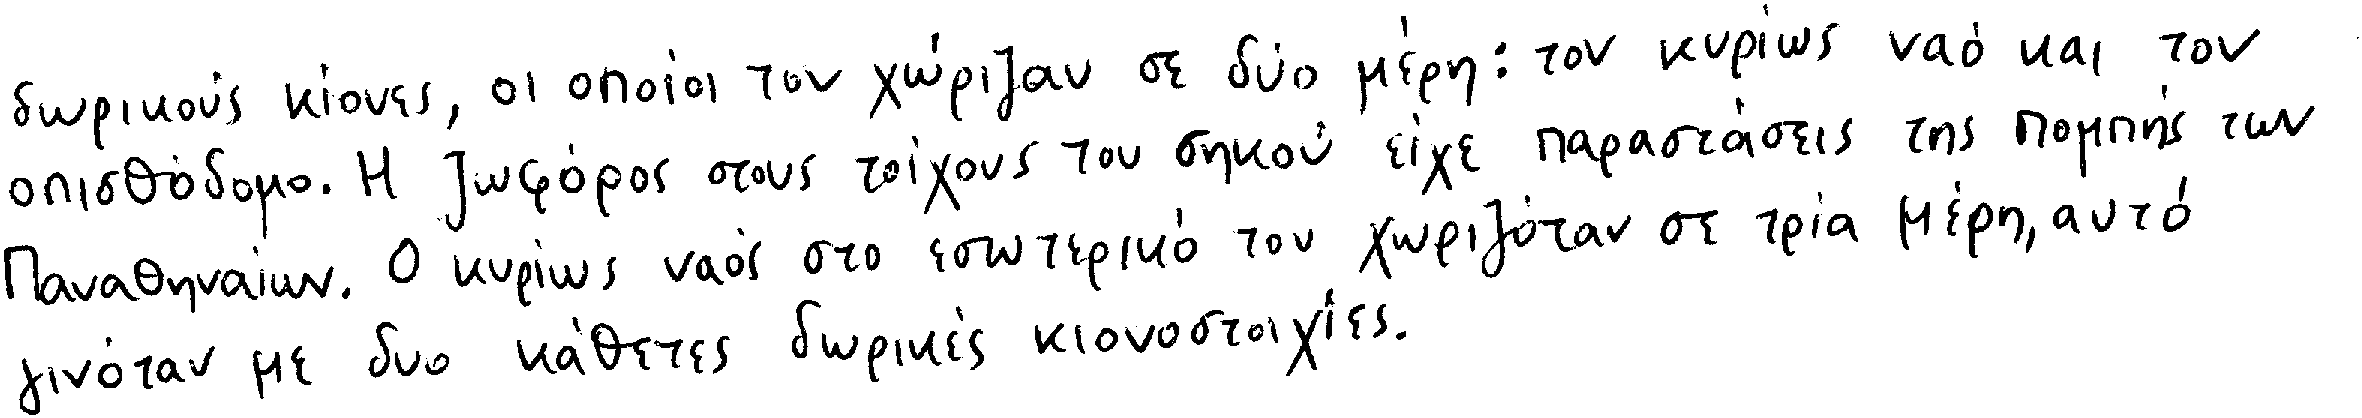 δωρικούς κίονες, οι οποίοι τον χώριζαν σε δύο μέρη: τον κυρίως ναό και τον
οπισθόδομο. Η ζωφόρος στους τοίχους του σηκού είχε παραστάσεις της πομπής των
Παναθηναίων. Ο κυρίως ναός στο εσωτερικό του χωριζόταν σε τρία μέρη, αυτό
γινόταν με δυο κάθετες δωρικές κιονοστοιχίες.